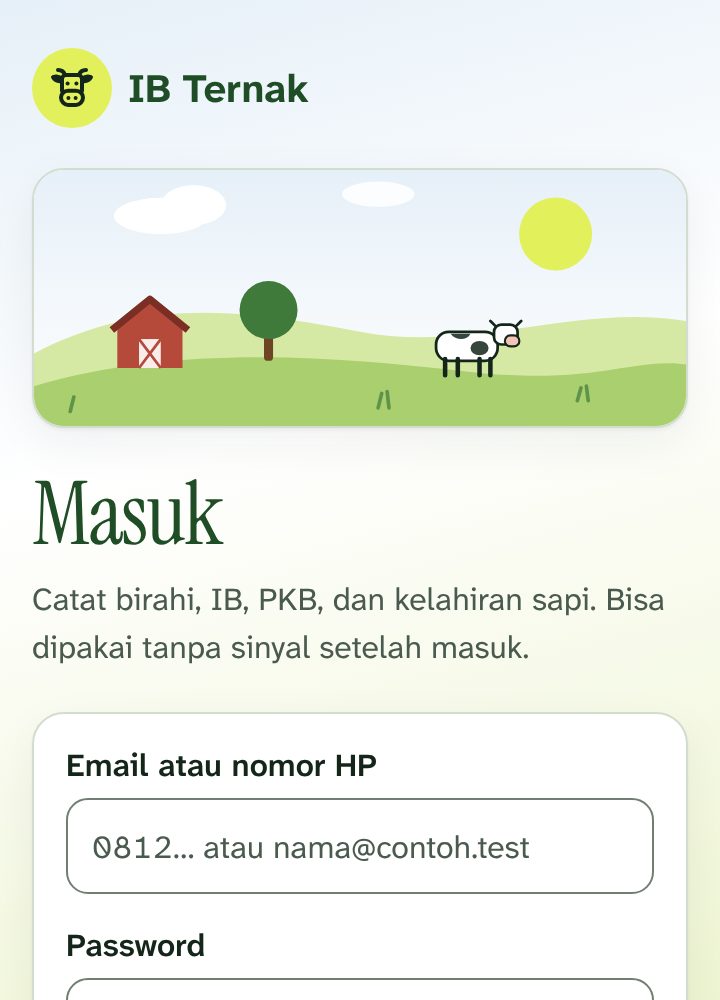 IB Ternak
Masuk
Catat birahi, IB, PKB, dan kelahiran sapi. Bisa
dipakai tanpa sinyal setelah masuk.
Email atau nomor HP
0812... atau nama@contoh.test
Password